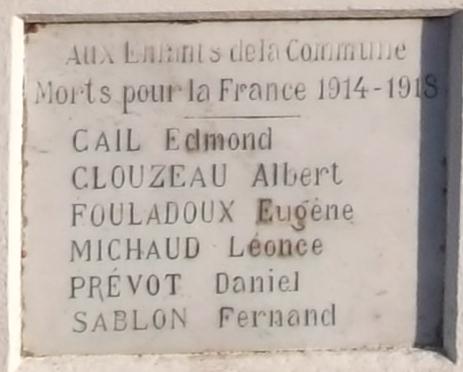 Aux Enfants de la Commune
Morts pour la France 1914-1918
CAIL Edmond
CLOUZEAU Albert
FOULADOUX Eugène
MICHAUD Léonce
PRÉVOT Daniel
SABLON Fernand